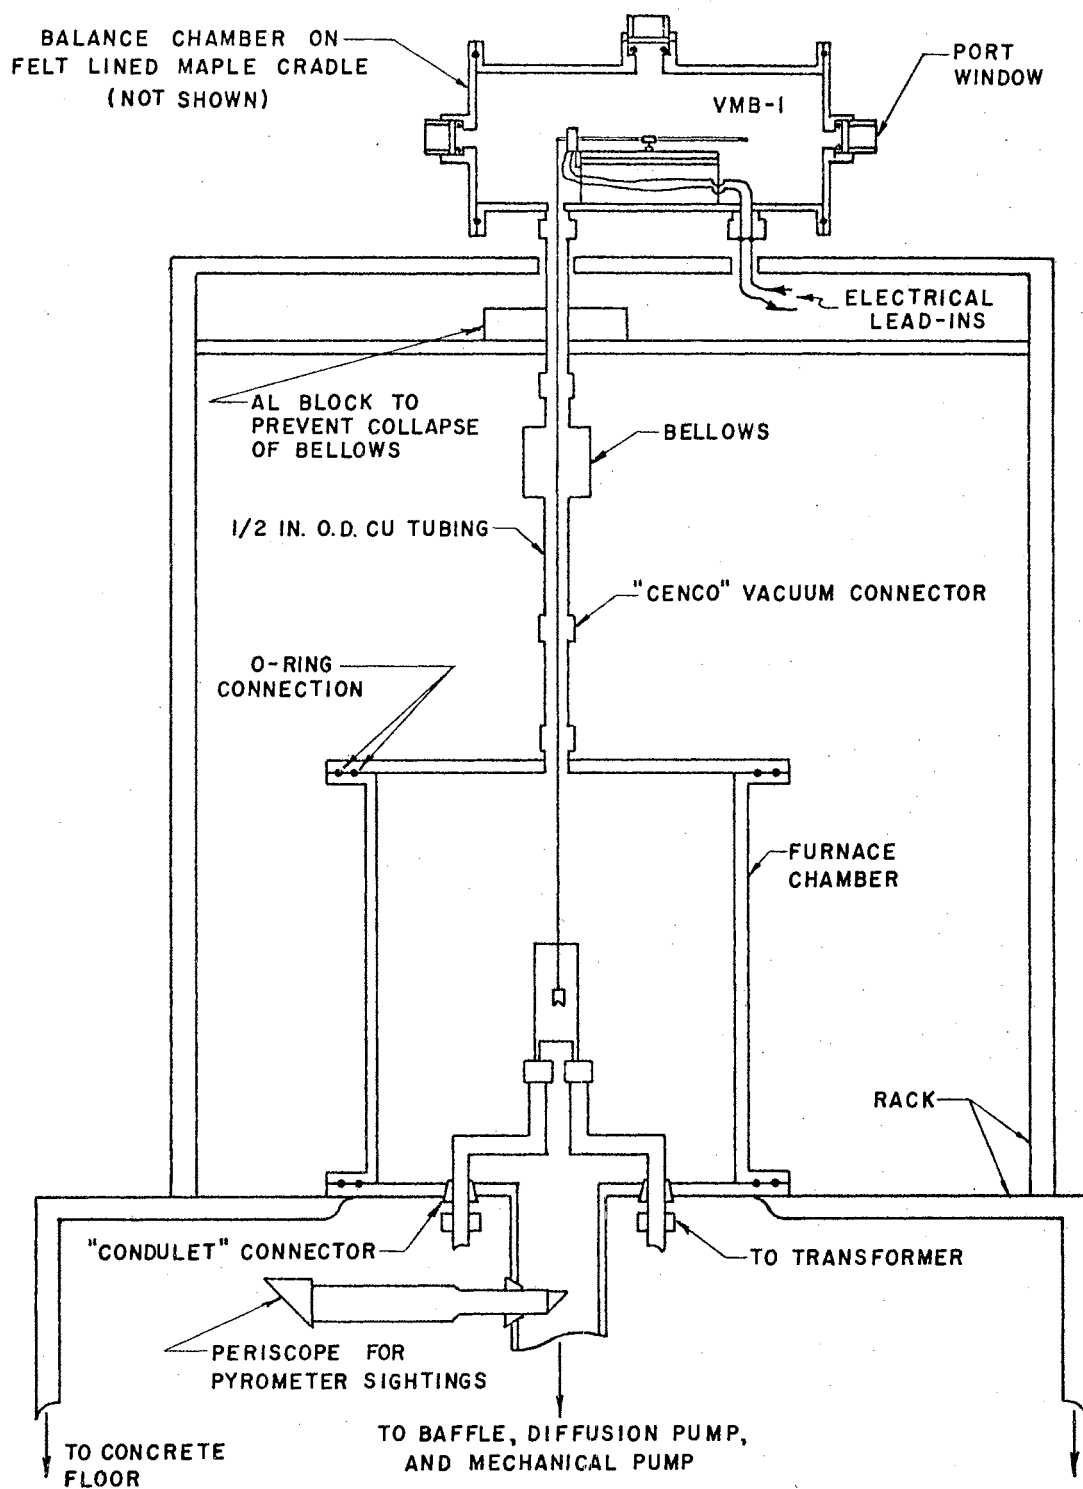 BALANCE CHAMBER ON
FELT LINED MAPLE CRADLE
(NOT SHOWN)
PORT
WINDOW
VMB-1
ELECTRICAL
LEAD-INS
AL BLOCK TO
PREVENT COLLAPSE
OF BELLOWS
BELLOWS
1/2 IN. O.D. CU TUBING
"CENCO" VACUUM CONNECTOR
O-RING
CONNECTION
FURNACE
CHAMBER
RACK
"CONDULET" CONNECTOR
TO TRANSFORMER
PERISCOPE FOR
PYROMETER SIGHTINGS
TO BAFFLE, DIFFUSION PUMP,
AND MECHANICAL PUMP
TO CONCRETE
FLOOR